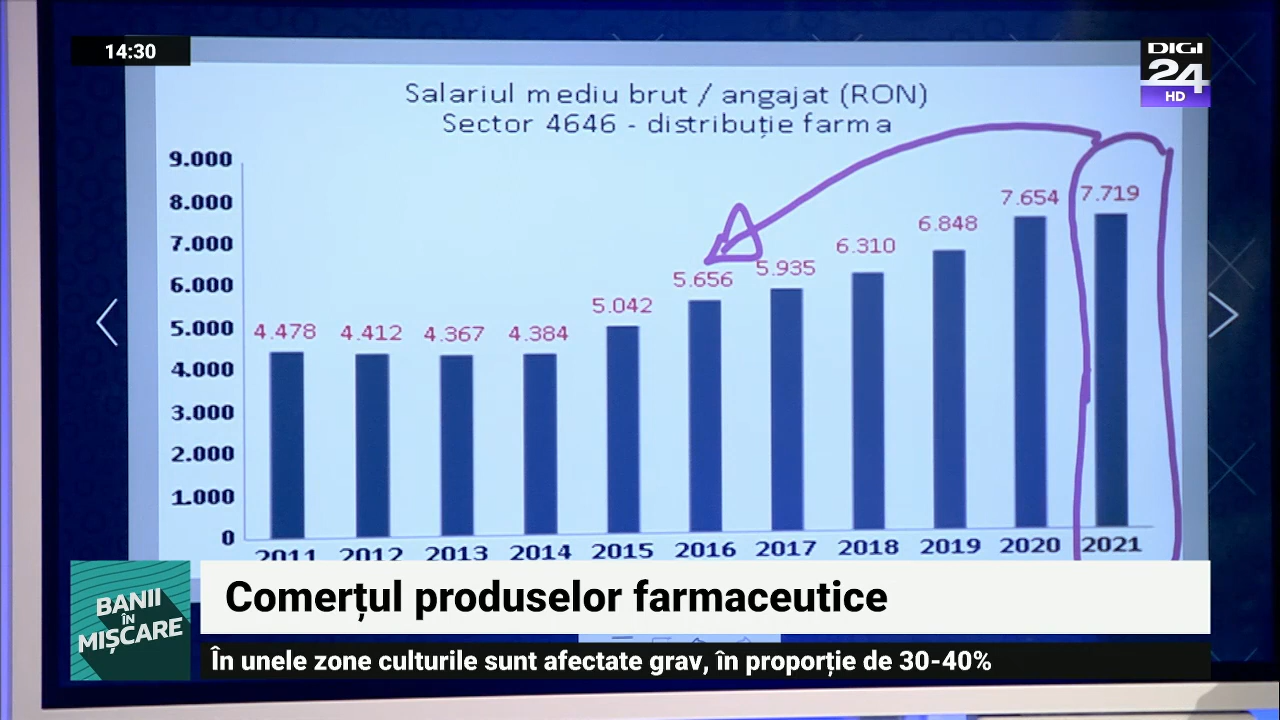 14:30
DIGI
24
HD
Salariul mediu brut / angajat (RON)
Sector 4646 - distribuție farma
9.000
8.000
7.000
6.000
5.000
4.000
3.000
2.000
1.000
0
4.478
4.412
4.367
4.384
5.042
5.656
5.935
6.310
6.848
7.654
7.719
2011 2012 2013 2014 2015 2016 2017 2018 2019 2020 2021
BANII
ÎN
MIȘCARE
Comerțul produselor farmaceutice
În unele zone culturile sunt afectate grav, în proporție de 30-40%